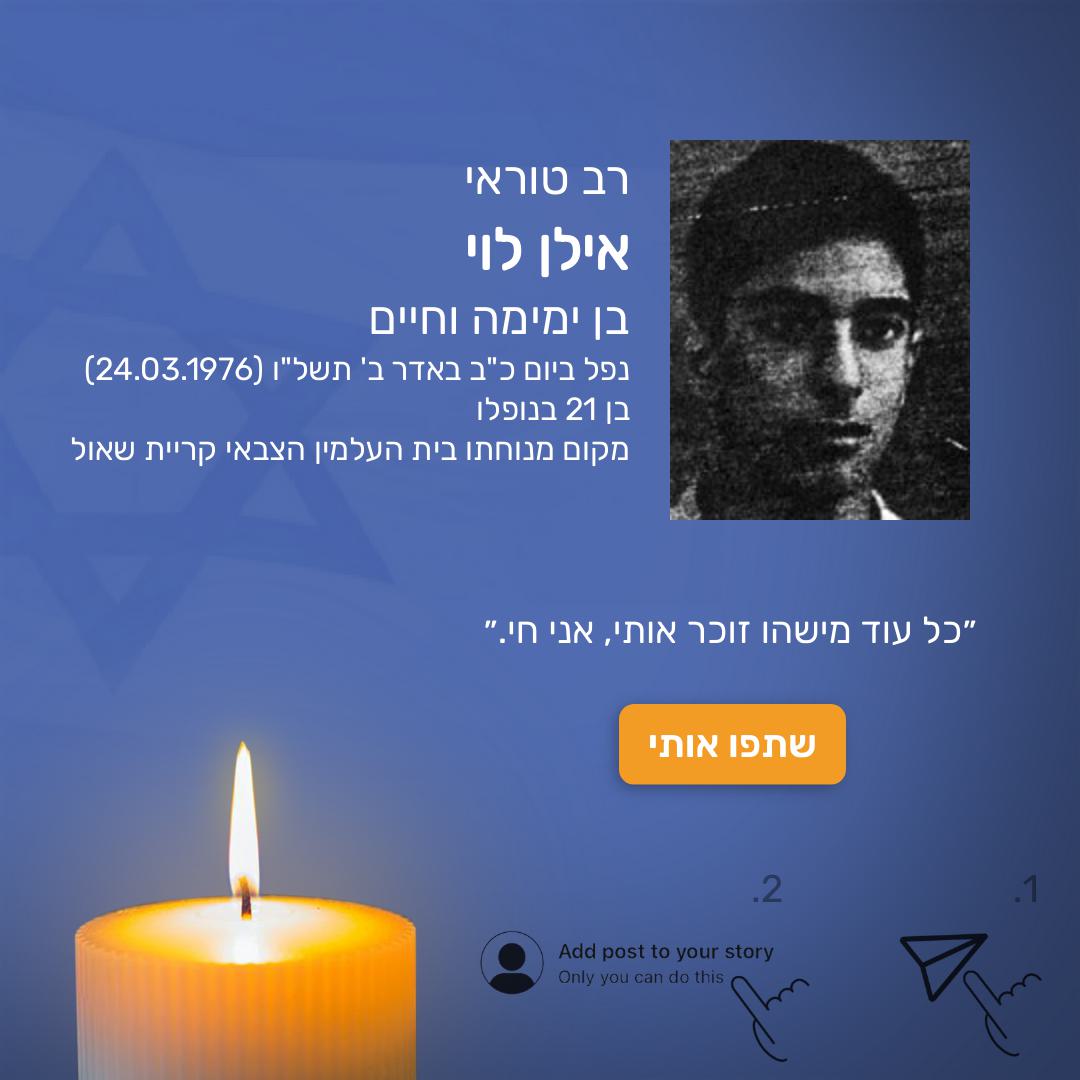 רב טוראי
אילן לוי
בן ימימה וחיים
נפל ביום כ"ב באדר ב' תשל"ו (24.03.1976)
בן 21 בנופלו
מקום מנוחתו בית העלמין הצבאי קריית שאול
״כל עוד מישהו זוכר אותי, אני חי.״
שתפו אותי
1.
2.
Add post to your story
Only you can do this